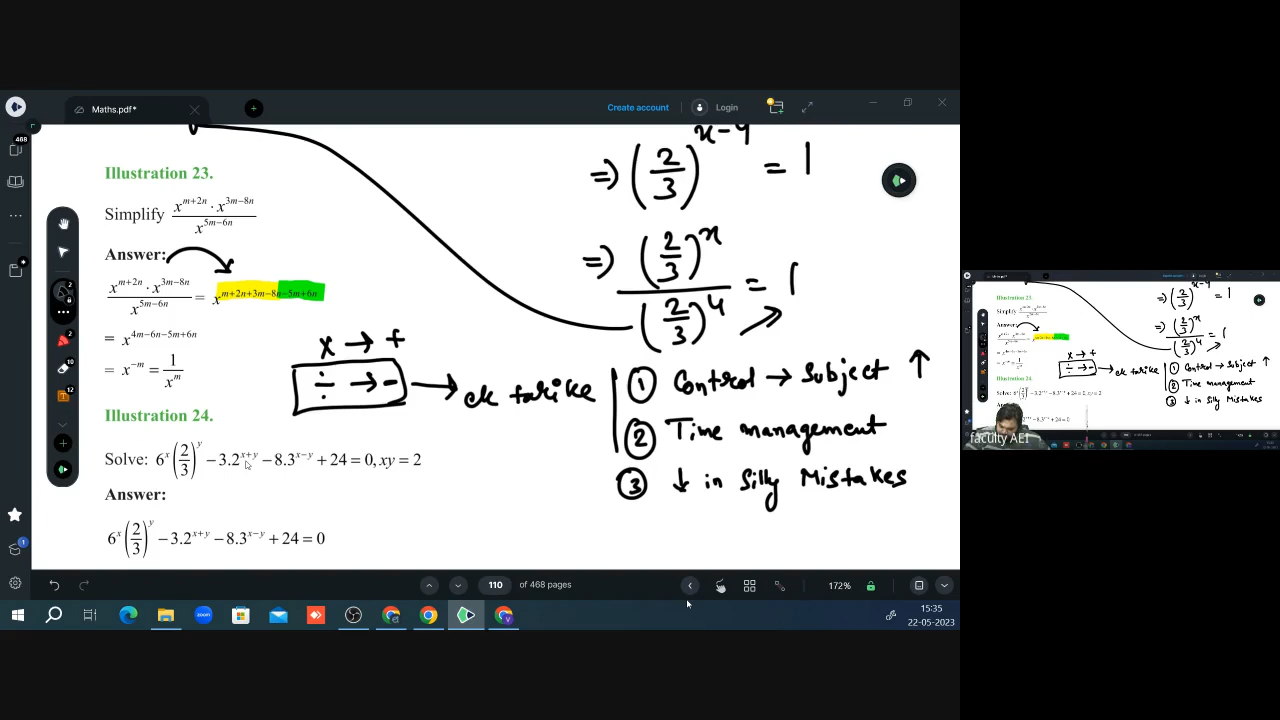 Maths.pdf*
Create account
Login
468
Illustration 23.
Simplify x^{m+2n} · x^{3m−8n} / x^{5m−6n}
Answer:
x^{m+2n} · x^{3m−8n} / x^{5m−6n} = x^{m+2n+3m−8n−5m+6n}
= x^{4m−6n−5m+6n}
= x^{−m} = 1/x^m
x → +
÷ → − → ek tarike
Illustration 24.
Solve: 6^x (2/3)^y − 3.2^{x+y} − 8.3^{x−y} + 24 = 0, xy = 2
Answer:
6^x (2/3)^y − 3.2^{x+y} − 8.3^{x−y} + 24 = 0
⇒ (2/3)^{x−4} = 1
⇒ (2/3)^x / (2/3)^4 = 1
① Control → Subject ↑
② Time management
③ ↓ in Silly Mistakes
110 of 468 pages
172%
zoom
15:35
22-05-2023
faculty AEI